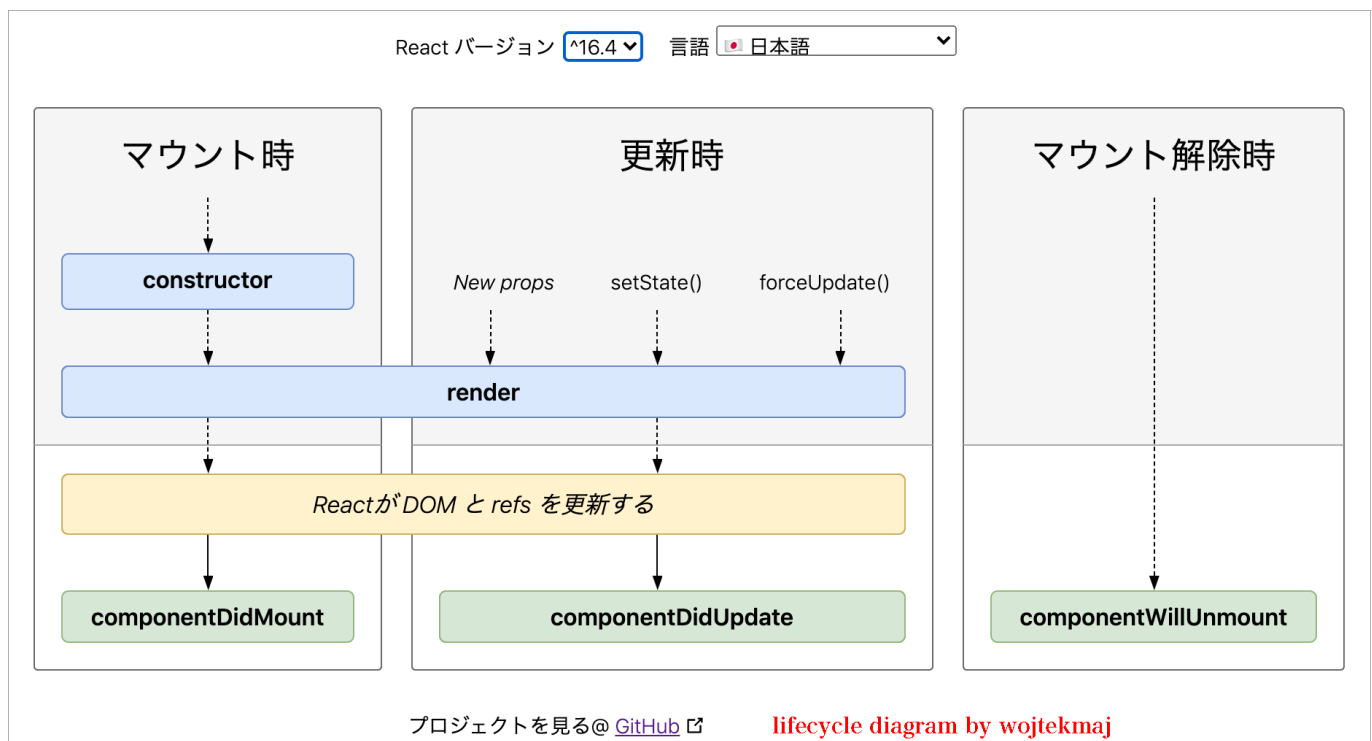 React バージョン ^16.4 言語 🇯🇵 日本語
マウント時
更新時
マウント解除時
constructor
New props
setState()
forceUpdate()
render
Reactが DOM と refs を更新する
componentDidMount
componentDidUpdate
componentWillUnmount
プロジェクトを見る@ GitHub
lifecycle diagram by wojtekmaj